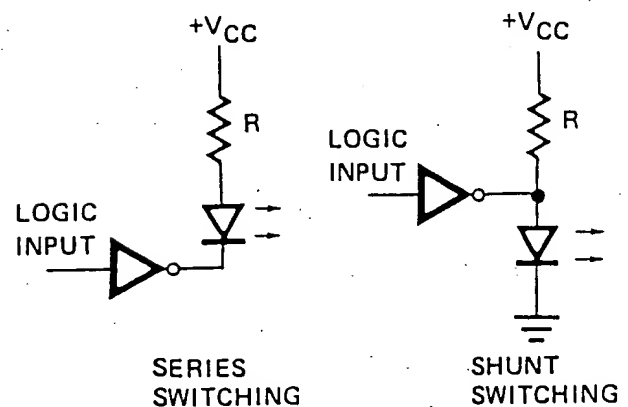 +VCC
R
LOGIC
INPUT
SERIES
SWITCHING
+VCC
R
LOGIC
INPUT
SHUNT
SWITCHING